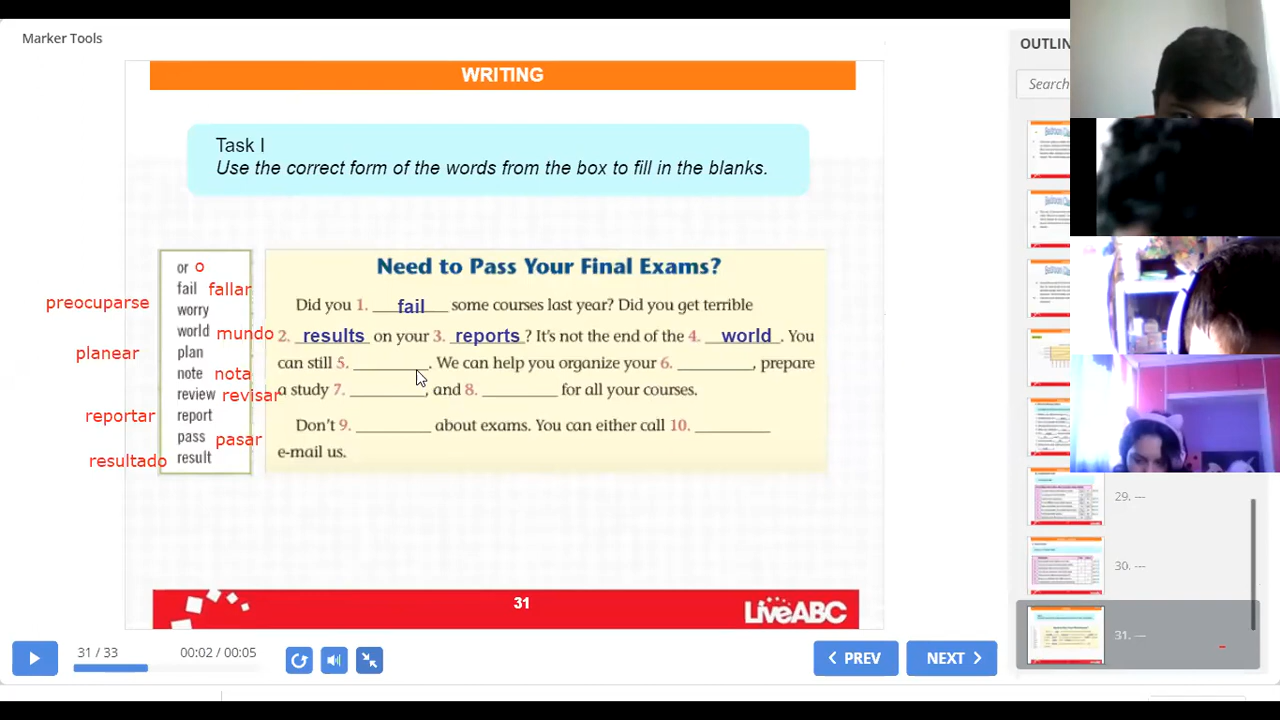 Marker Tools
WRITING
Task I
Use the correct form of the words from the box to fill in the blanks.
or o
fail fallar
preocuparse worry
world mundo
planear plan
note nota
review revisar
reportar report
pass pasar
resultado result
Need to Pass Your Final Exams?
Did you 1. fail some courses last year? Did you get terrible
2. results on your 3. reports ? It's not the end of the 4. world . You
can still 5. ________. We can help you organize your 6. ________, prepare
a study 7. ________, and 8. ________ for all your courses.
Don't 9. ________ about exams. You can either call 10. ________
e-mail us.
31
LiveABC
31 / 33
00:02 / 00:05
PREV
NEXT
Search
29. —
30. —
31. —